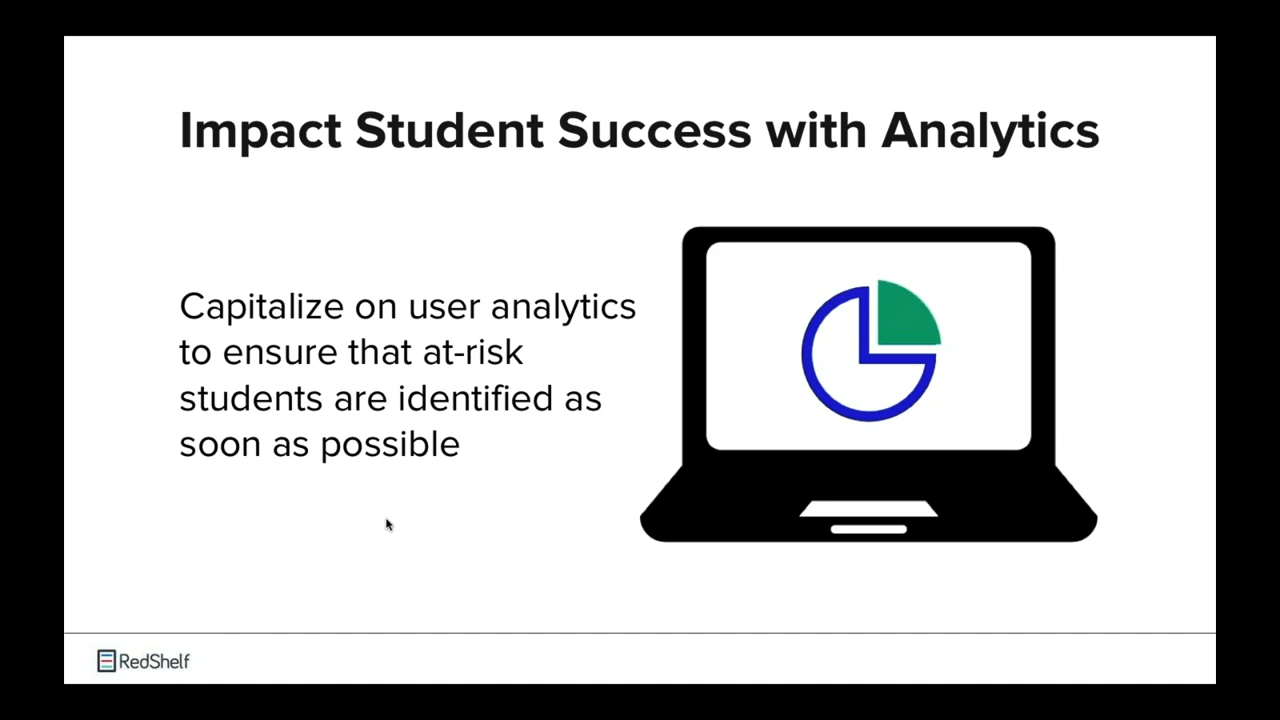 Impact Student Success with Analytics
Capitalize on user analytics
to ensure that at-risk
students are identified as
soon as possible
RedShelf